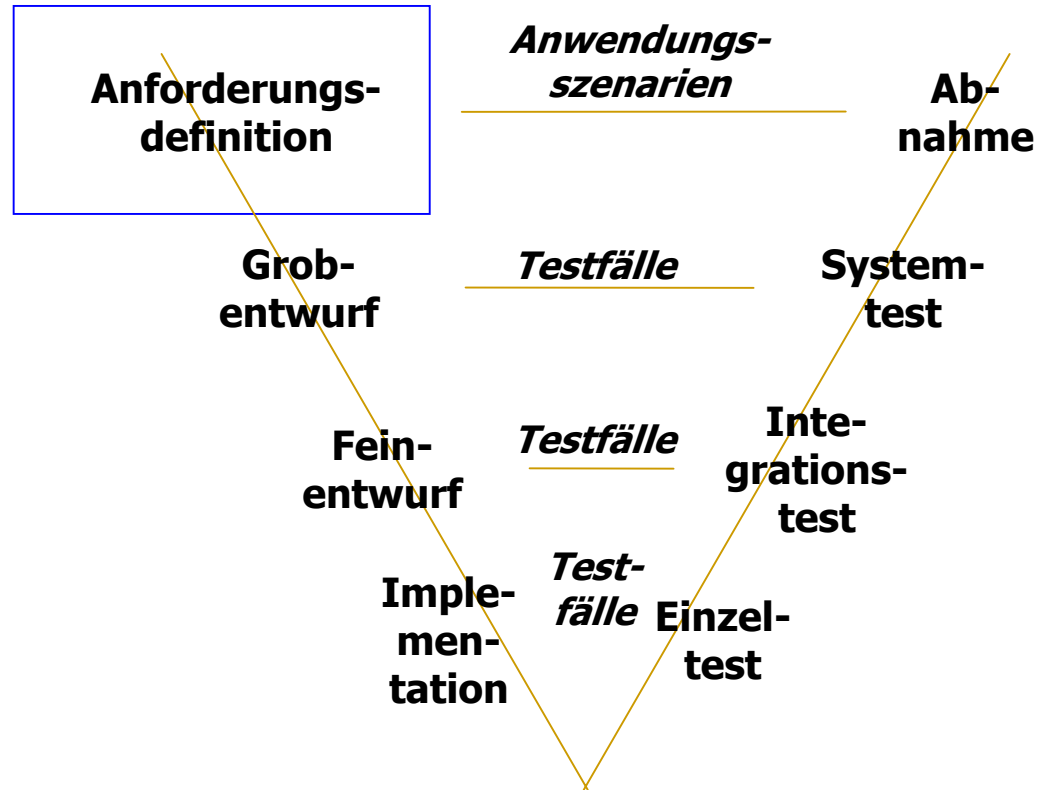 Anforderungs-
definition
Anwendungs-
szenarien
Ab-
nahme
Grob-
entwurf
Testfälle
System-
test
Fein-
entwurf
Testfälle
Inte-
grations-
test
Imple-
men-
tation
Test-
fälle
Einzel-
test